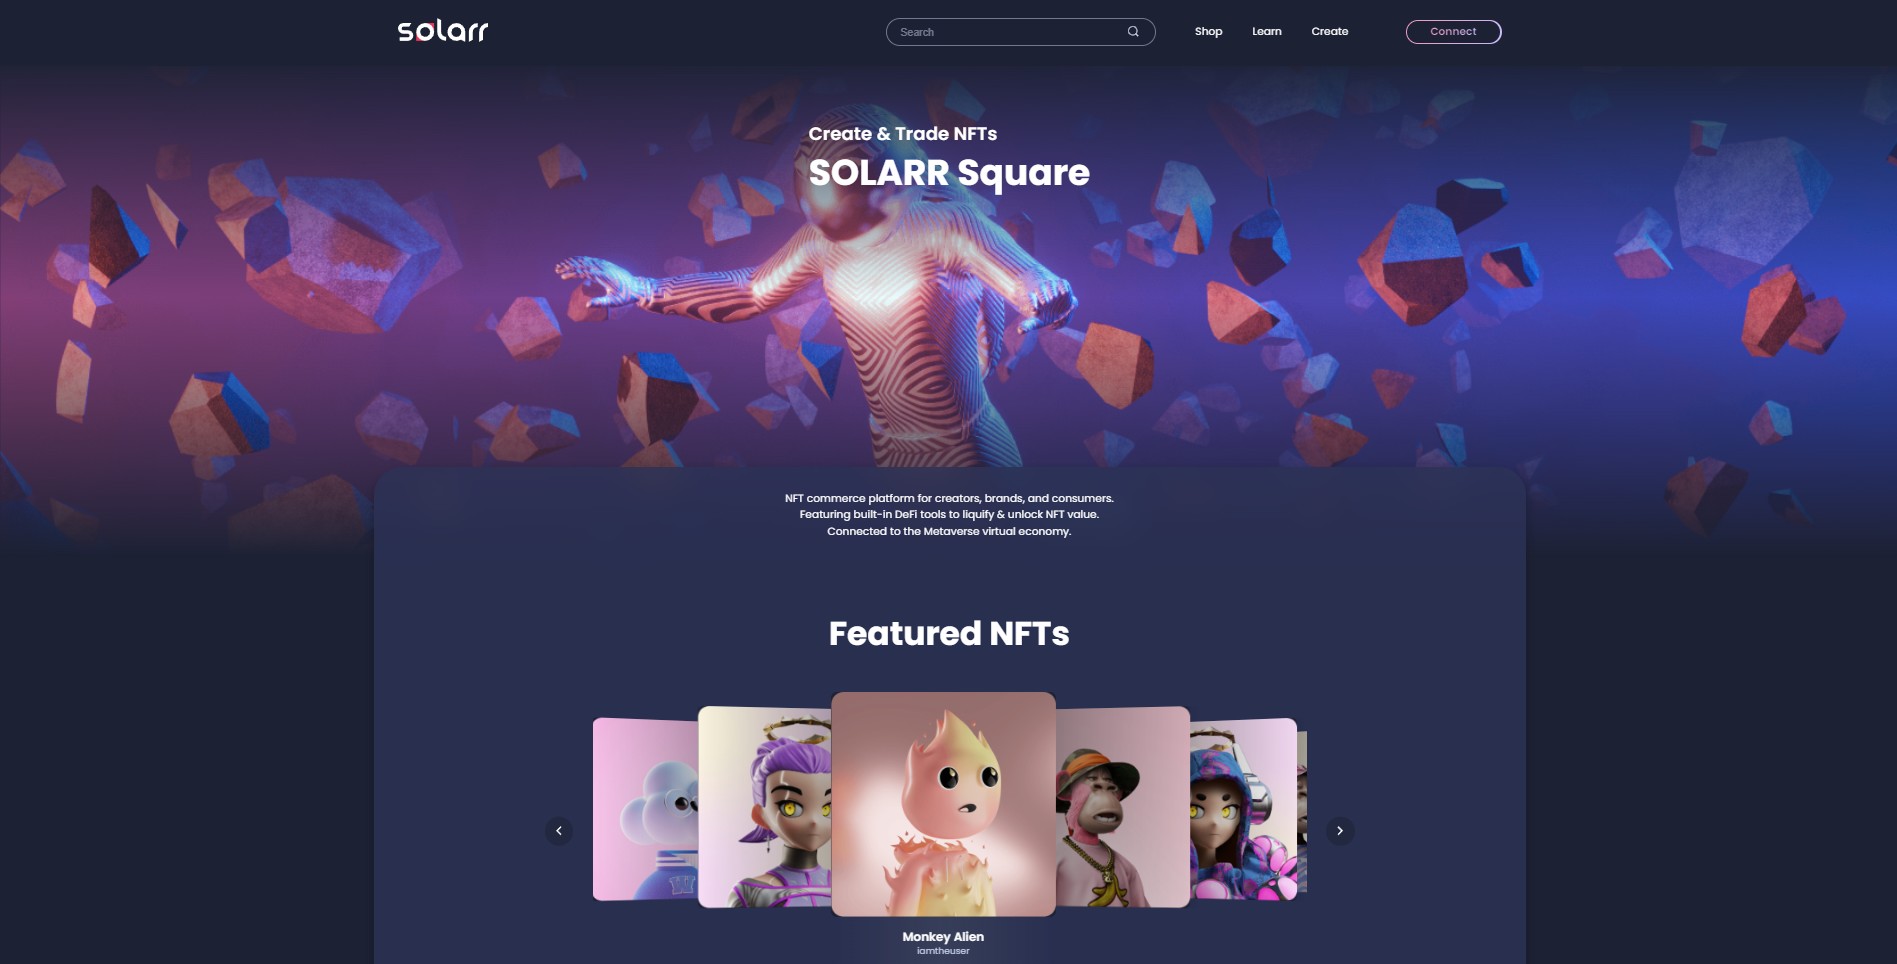 solarr
Search
Shop
Learn
Create
Connect
Create & Trade NFTs
SOLARR Square
NFT commerce platform for creators, brands, and consumers.
Featuring built-in DeFi tools to liquify & unlock NFT value.
Connected to the Metaverse virtual economy.
Featured NFTs
W
Monkey Alien
iamtheuser